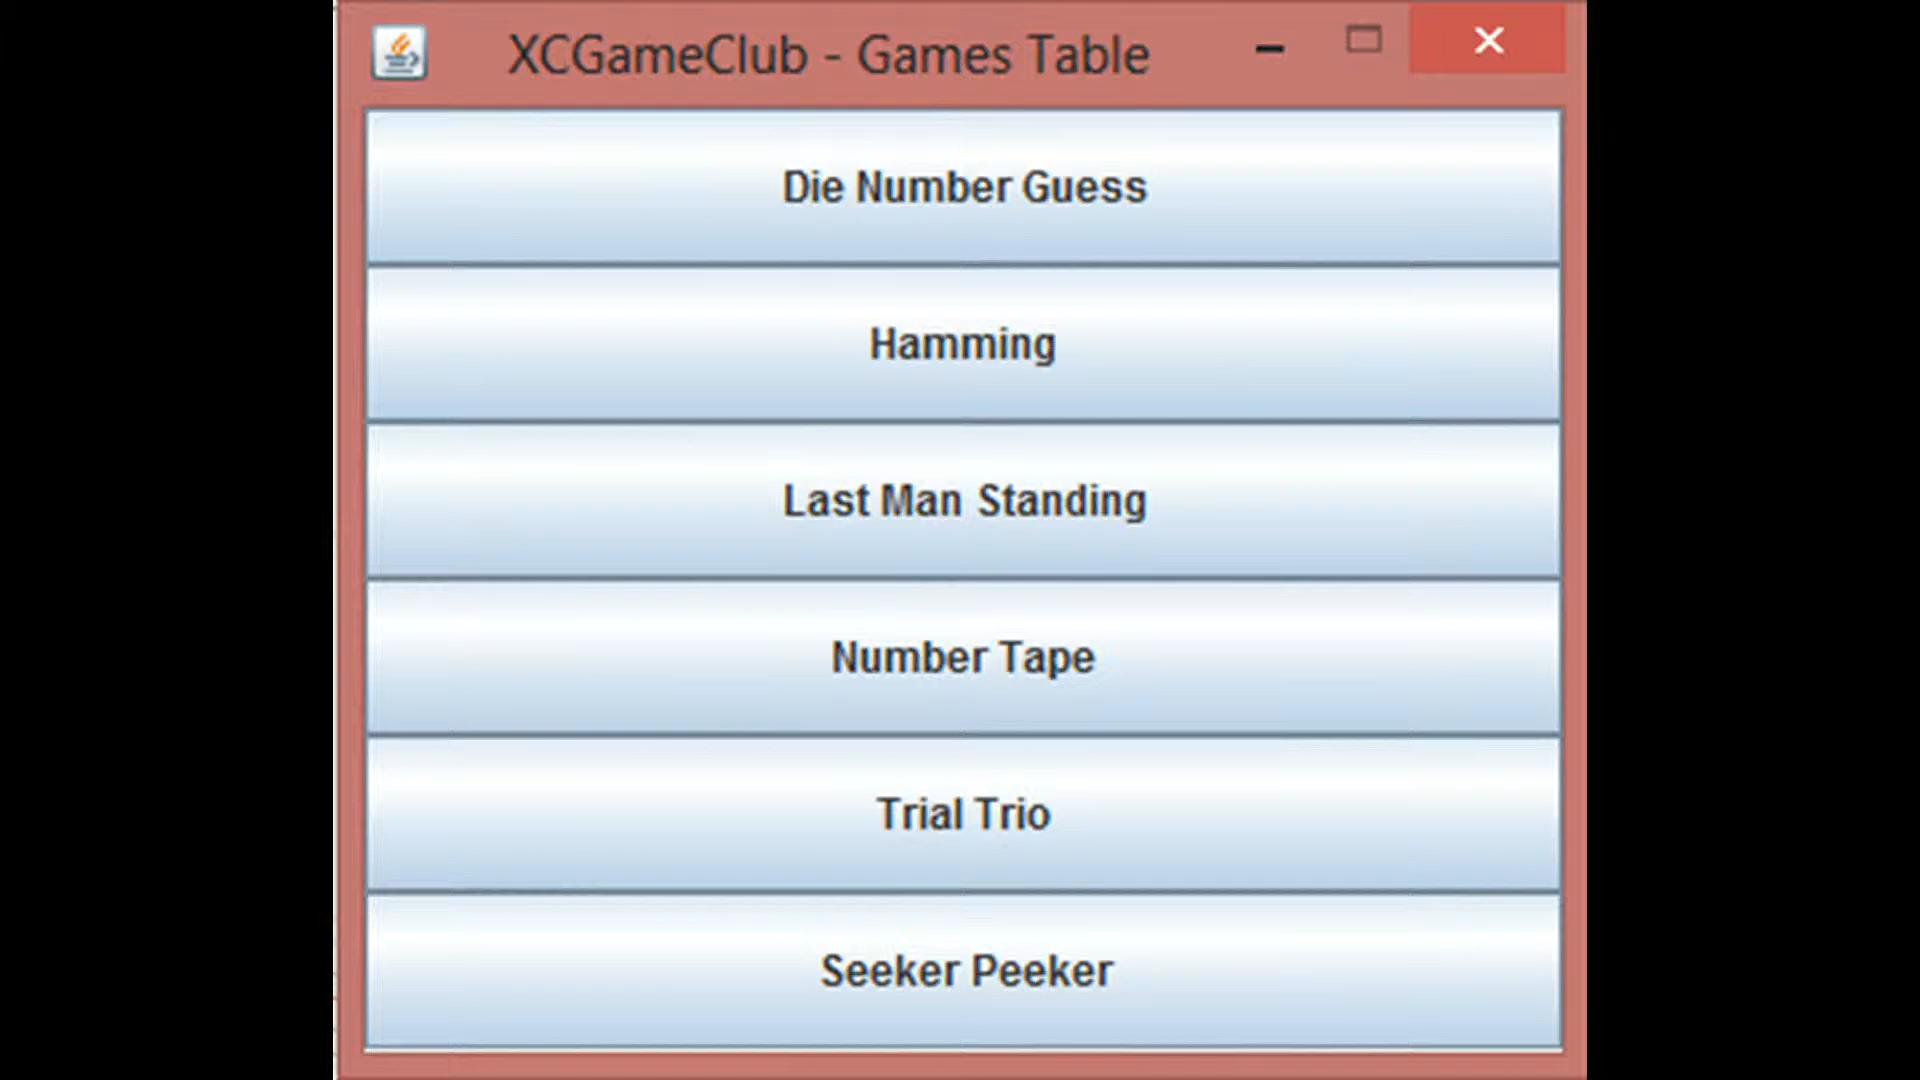 XCGameClub - Games Table
Die Number Guess
Hamming
Last Man Standing
Number Tape
Trial Trio
Seeker Peeker